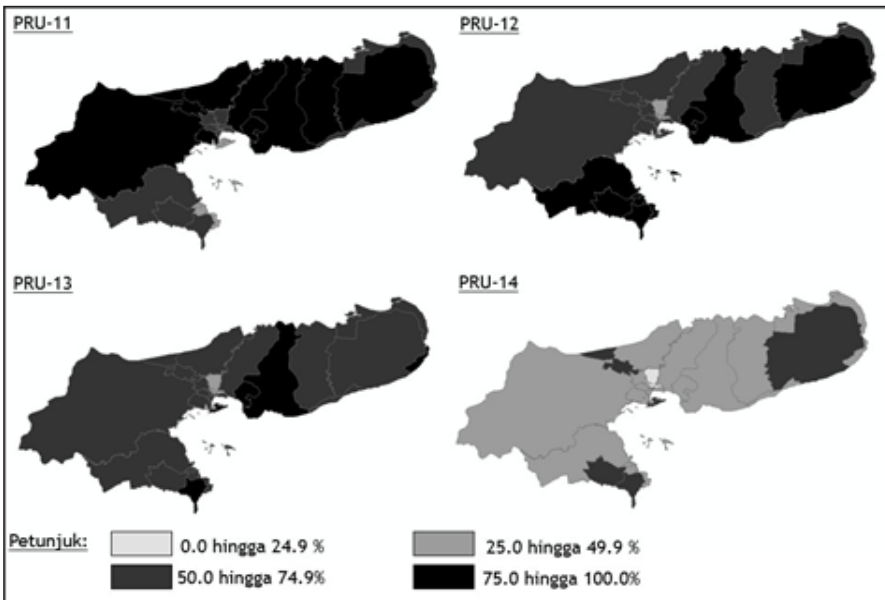 PRU-11
PRU-12
PRU-13
PRU-14
Petunjuk:
0.0 hingga 24.9 %
25.0 hingga 49.9 %
50.0 hingga 74.9%
75.0 hingga 100.0%